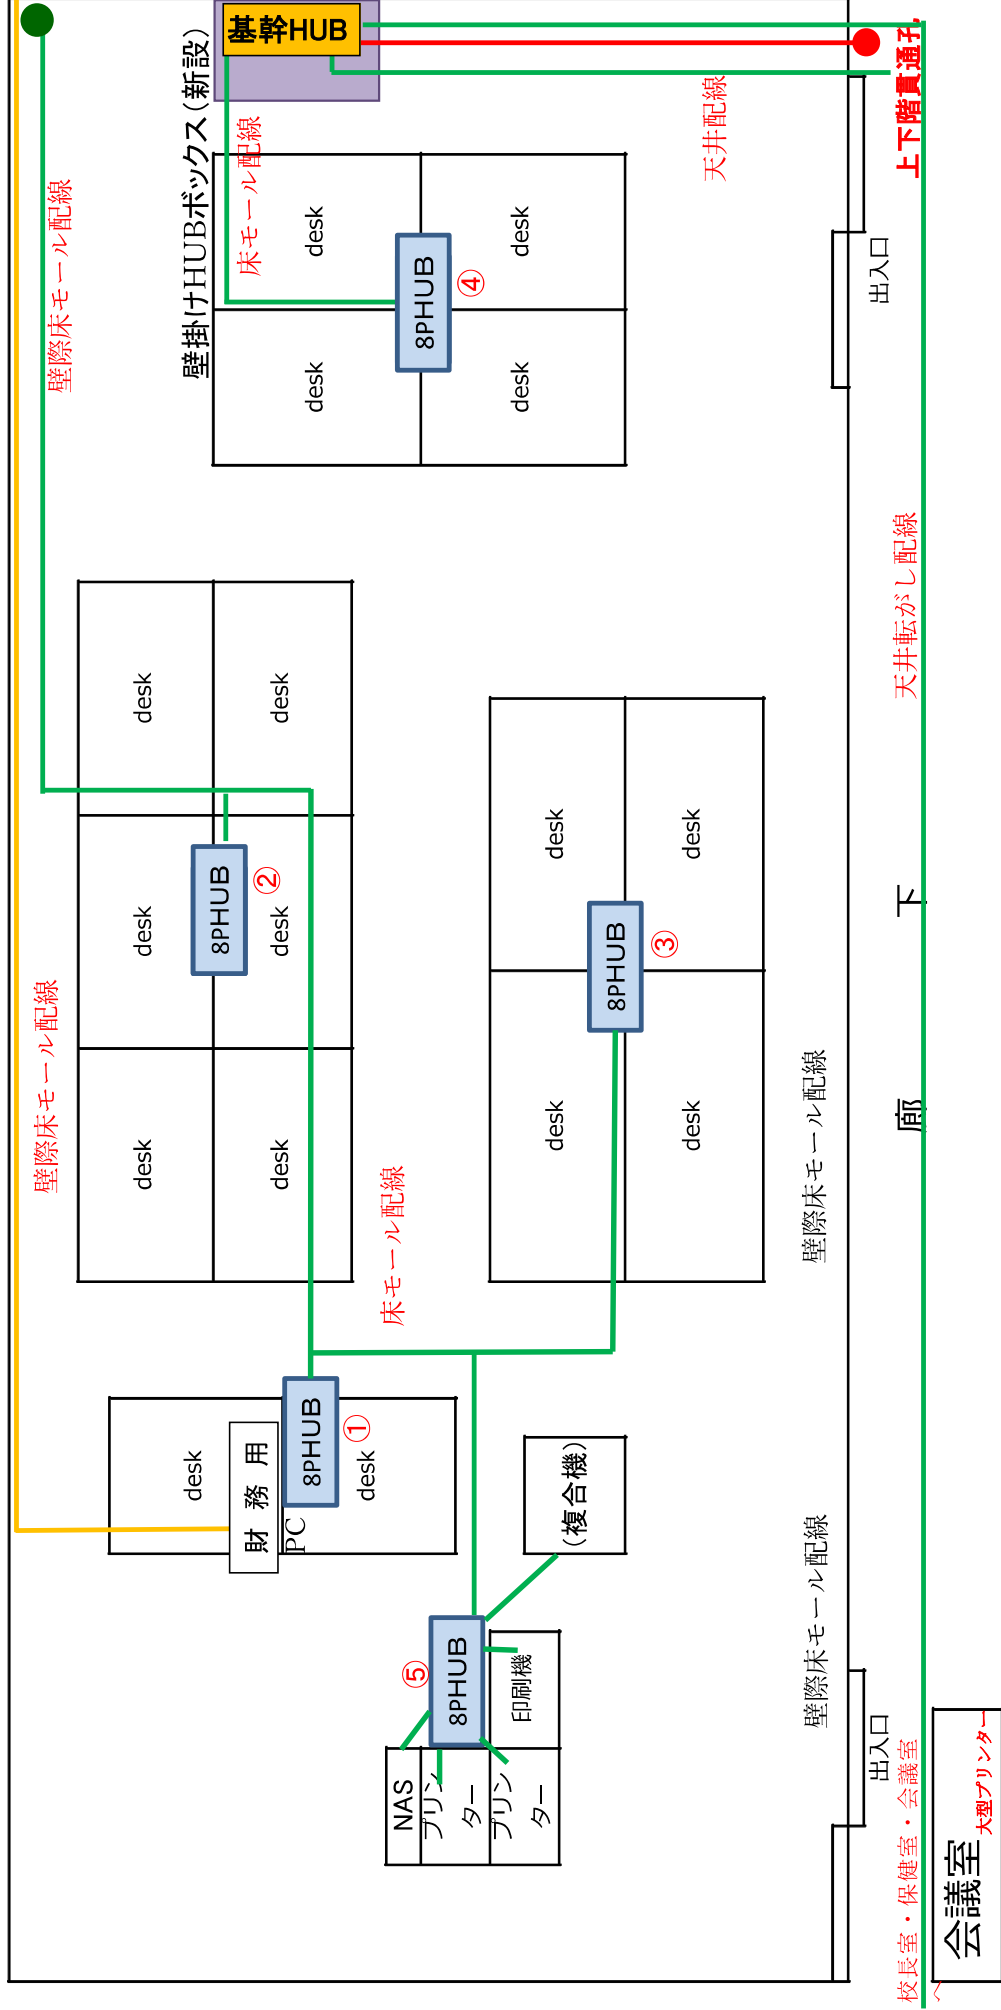 基幹HUB
壁掛けHUBボックス（新設）
上下階貫通孔
天井配線
床モール配線
壁際床モール配線
desk
desk
desk
desk
8PHUB
④
出入口
天井転がし配線
desk
desk
desk
desk
desk
desk
8PHUB
②
desk
desk
desk
desk
8PHUB
③
廊
下
壁際床モール配線
壁際床モール配線
床モール配線
desk
desk
8PHUB
①
財務用
PC
（複合機）
8PHUB
⑤
印刷機
NAS
プリン
ター
プリン
ター
壁際床モール配線
出入口
校長室・保健室・会議室
へ
会議室
大型プリンター